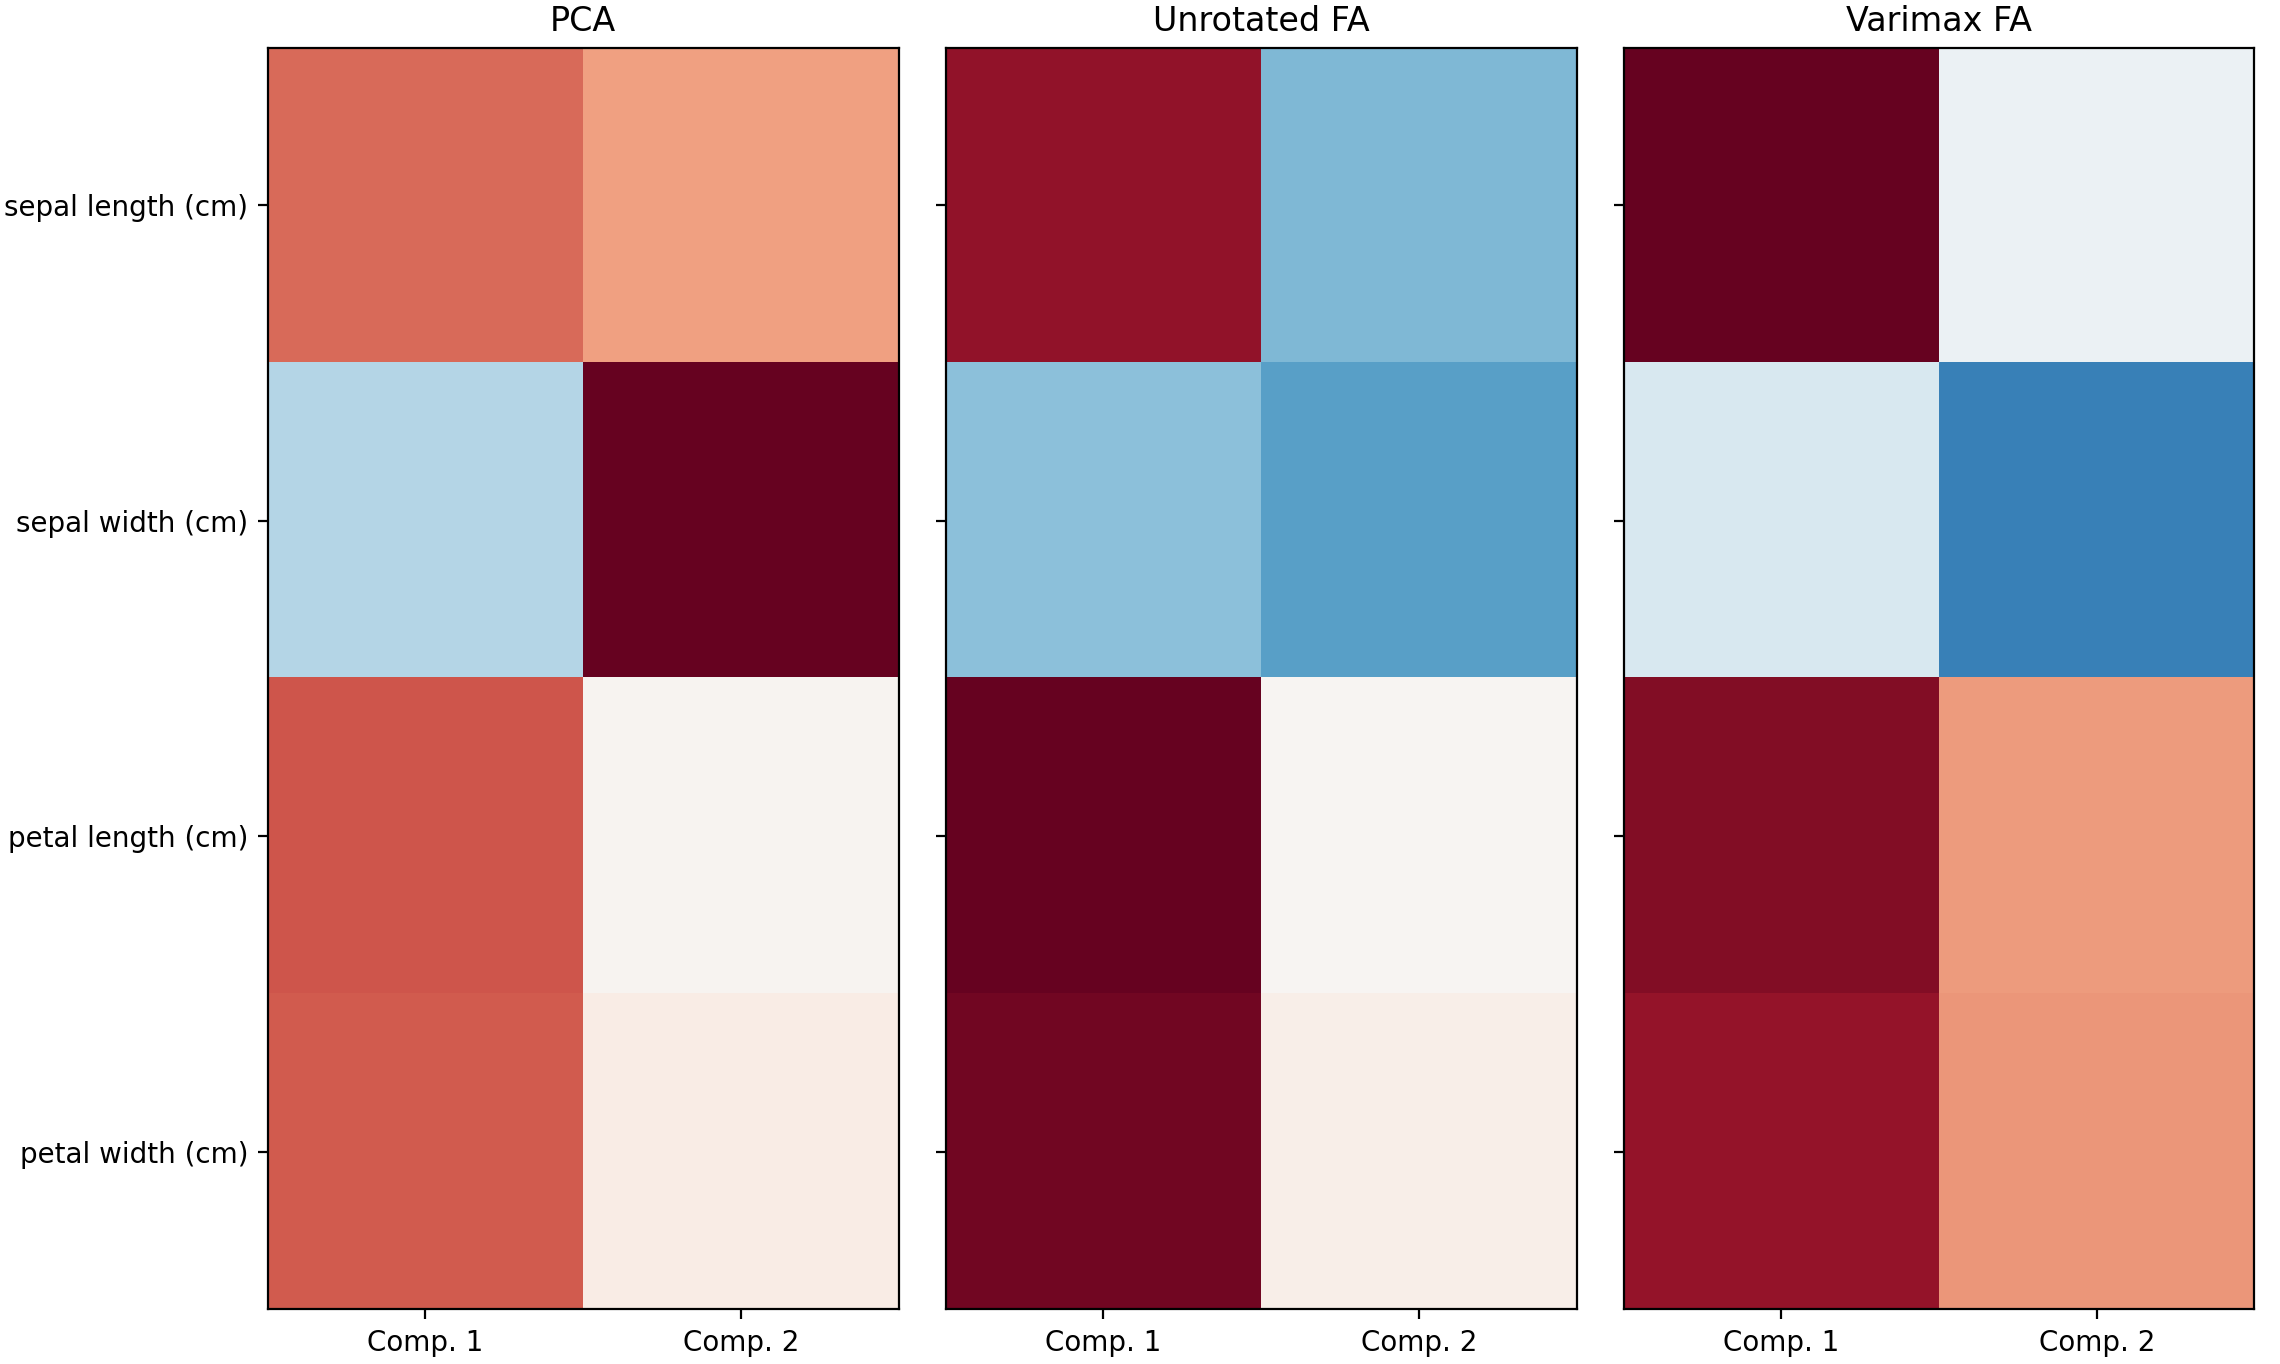 PCA
Unrotated FA
Varimax FA
sepal length (cm)
sepal width (cm)
petal length (cm)
petal width (cm)
Comp. 1
Comp. 2
Comp. 1
Comp. 2
Comp. 1
Comp. 2